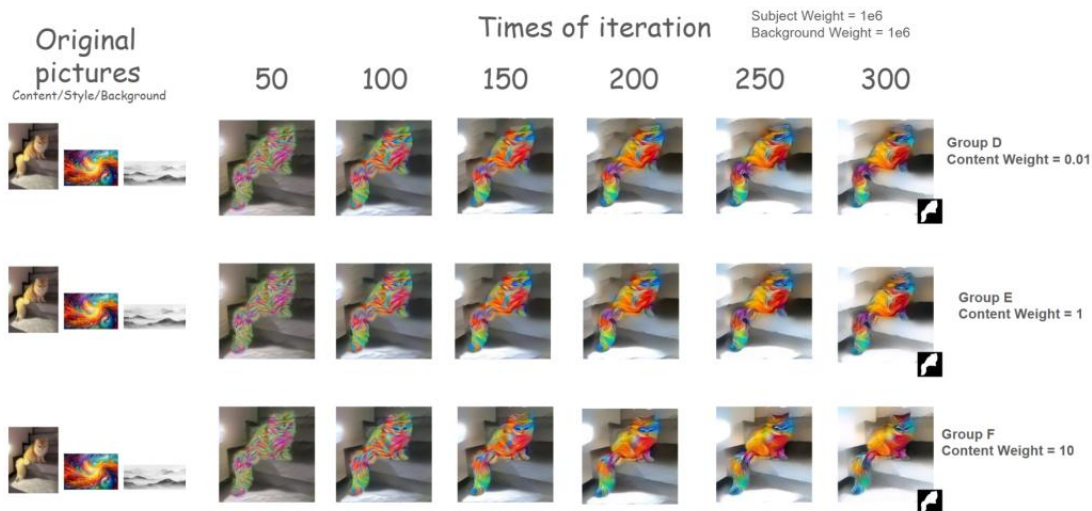 Original
pictures
Content/Style/Background
Times of iteration
Subject Weight = 1e6
Background Weight = 1e6
50 100 150 200 250 300
Group D
Content Weight = 0.01
Group E
Content Weight = 1
Group F
Content Weight = 10